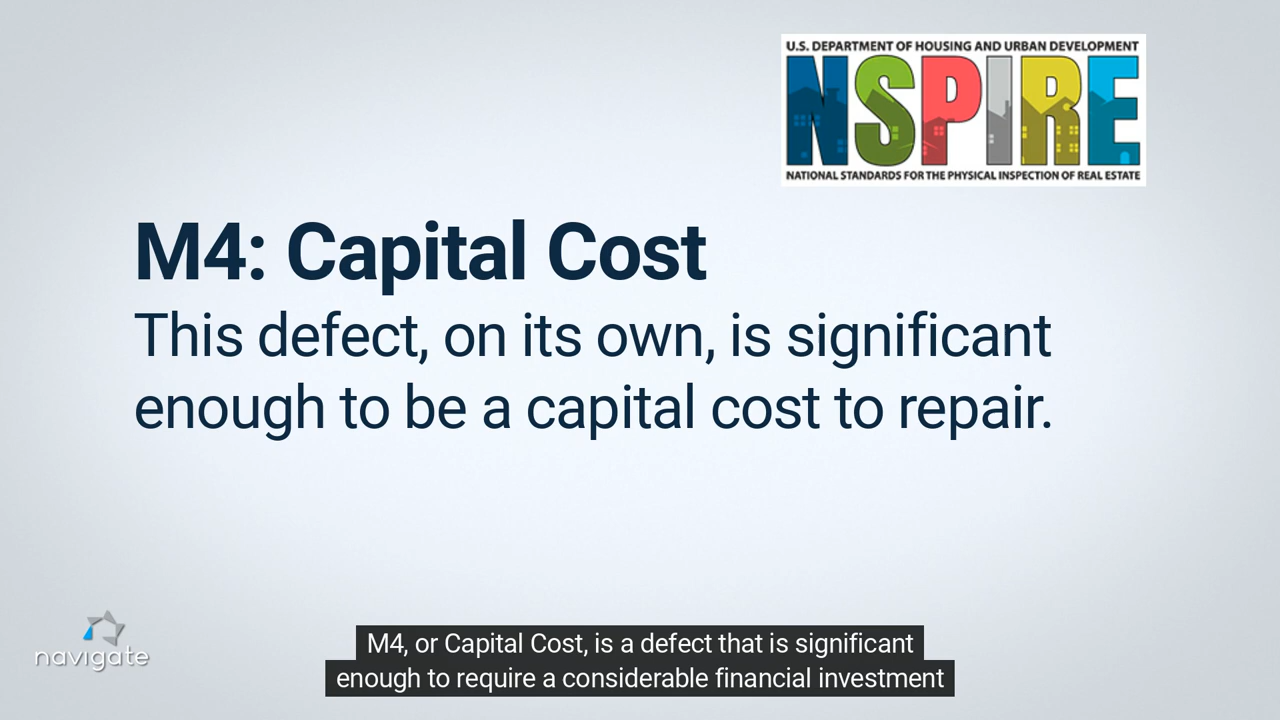 U.S. DEPARTMENT OF HOUSING AND URBAN DEVELOPMENT
NSPIRE
NATIONAL STANDARDS FOR THE PHYSICAL INSPECTION OF REAL ESTATE
M4: Capital Cost
This defect, on its own, is significant
enough to be a capital cost to repair.
navigate
M4, or Capital Cost, is a defect that is significant
enough to require a considerable financial investment